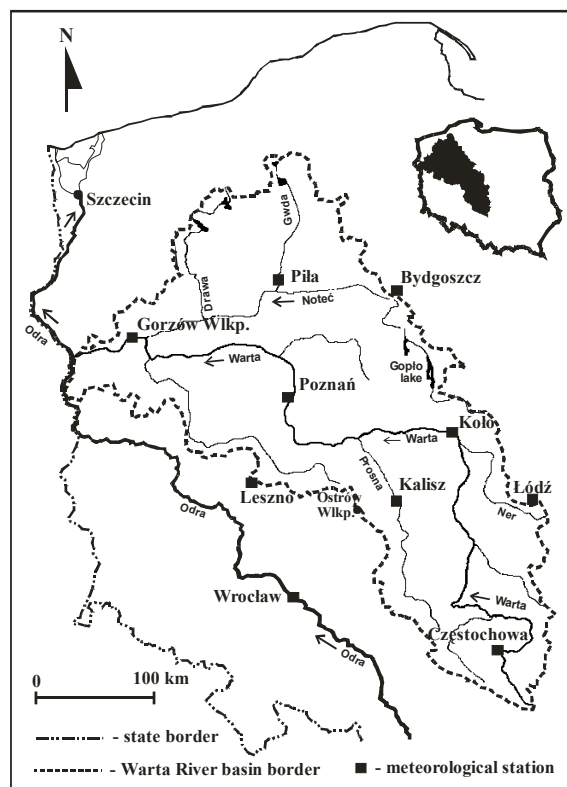 N
Szczecin
Gwda
Piła
Bydgoszcz
Drawa
Noteć
Odra
Gorzów Wlkp.
Warta
Gopło
lake
Poznań
Koło
Warta
Prosna
Kalisz
Łódź
Leszno
Ostrów
Wlkp.
Ner
Odra
Wrocław
Warta
Częstochowa
Odra
0 100 km
- state border
- Warta River basin border
- meteorological station